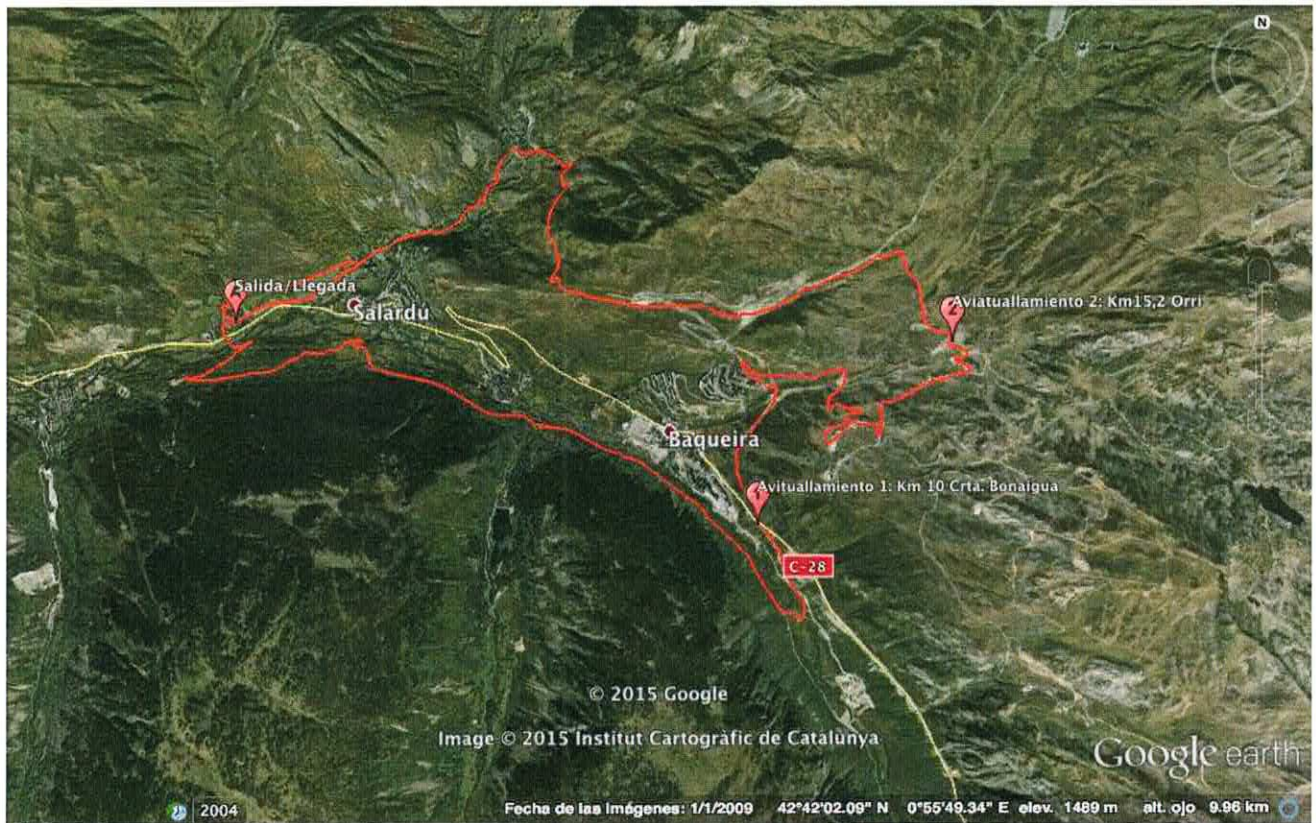 N
Salida/Llegada
Salardú
Aviatuallamiento 2: Km15,2 Orri
2
Baqueira
Avituallamiento 1: Km 10 Crta. Bonaigua
1
C-28
© 2015 Google
Image © 2015 Institut Cartogràfic de Catalunya
Google earth
2004
Fecha de las imágenes: 1/1/2009 42°42'02.09" N 0°55'49.34" E elev. 1489 m alt. ojo 9.96 km